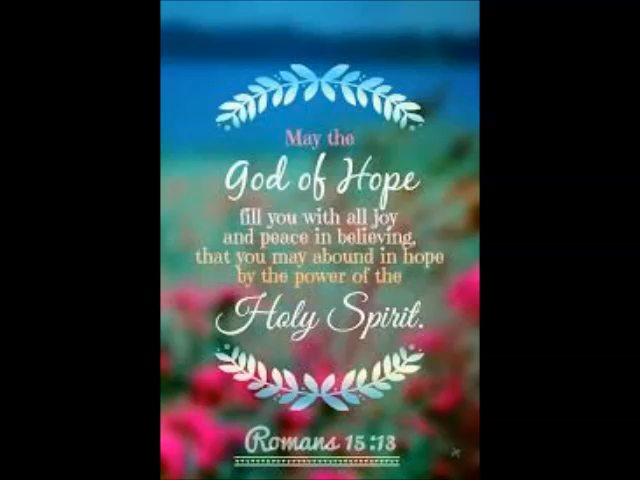 May the
God of Hope
fill you with all joy
and peace in believing,
that you may abound in hope
by the power of the
Holy Spirit.
Romans 15:13